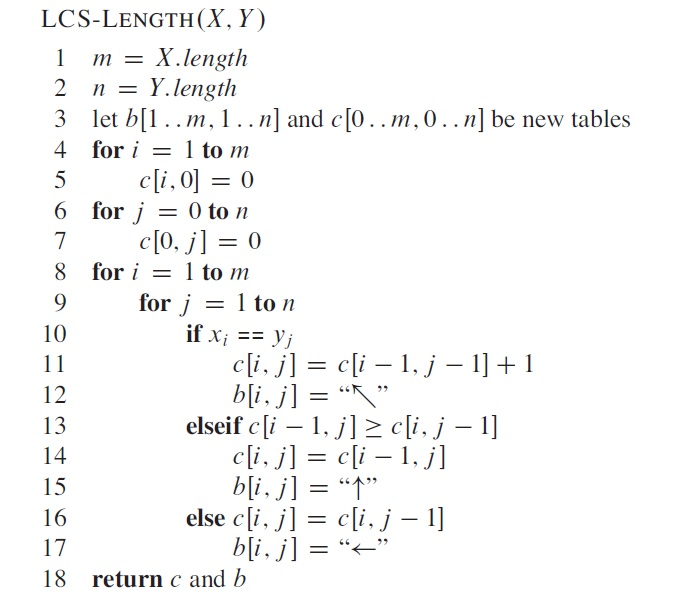 LCS-LENGTH(X, Y)
1 m = X.length
2 n = Y.length
3 let b[1..m, 1..n] and c[0..m, 0..n] be new tables
4 for i = 1 to m
5 c[i, 0] = 0
6 for j = 0 to n
7 c[0, j] = 0
8 for i = 1 to m
9 for j = 1 to n
10 if xᵢ == yⱼ
11 c[i, j] = c[i − 1, j − 1] + 1
12 b[i, j] = “↖”
13 elseif c[i − 1, j] ≥ c[i, j − 1]
14 c[i, j] = c[i − 1, j]
15 b[i, j] = “↑”
16 else c[i, j] = c[i, j − 1]
17 b[i, j] = “←”
18 return c and b